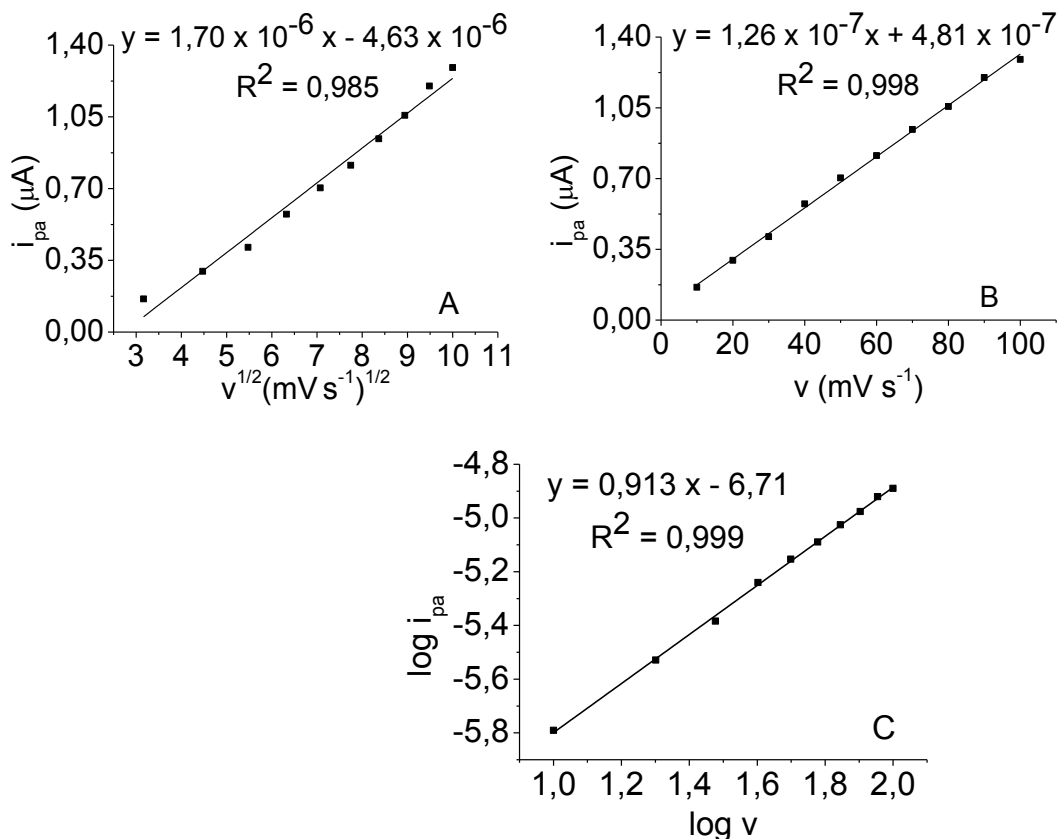 y = 1,70 x 10⁻⁶ x - 4,63 x 10⁻⁶
R² = 0,985
1,40
1,05
0,70
0,35
0,00
i_pa (μA)
A
3 4 5 6 7 8 9 10 11
v^1/2(mV s⁻¹)^1/2
y = 1,26 x 10⁻⁷x + 4,81 x 10⁻⁷
R² = 0,998
1,40
1,05
0,70
0,35
0,00
i_pa (μA)
B
0 20 40 60 80 100
v (mV s⁻¹)
y = 0,913 x - 6,71
R² = 0,999
-4,8
-5,0
-5,2
-5,4
-5,6
-5,8
log i_pa
C
1,0 1,2 1,4 1,6 1,8 2,0
log v